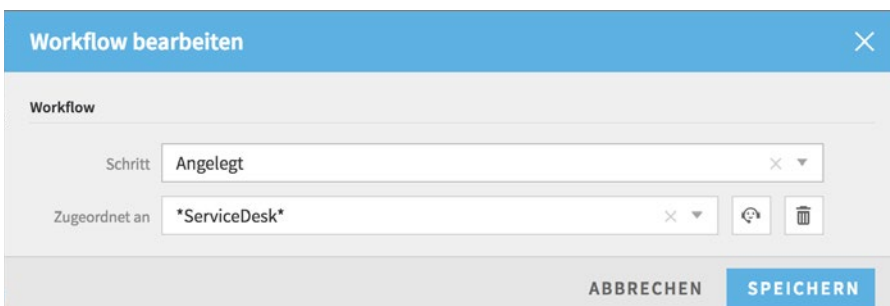 Workflow bearbeiten
Workflow
Schritt Angelegt
Zugeordnet an *ServiceDesk*
ABBRECHEN SPEICHERN